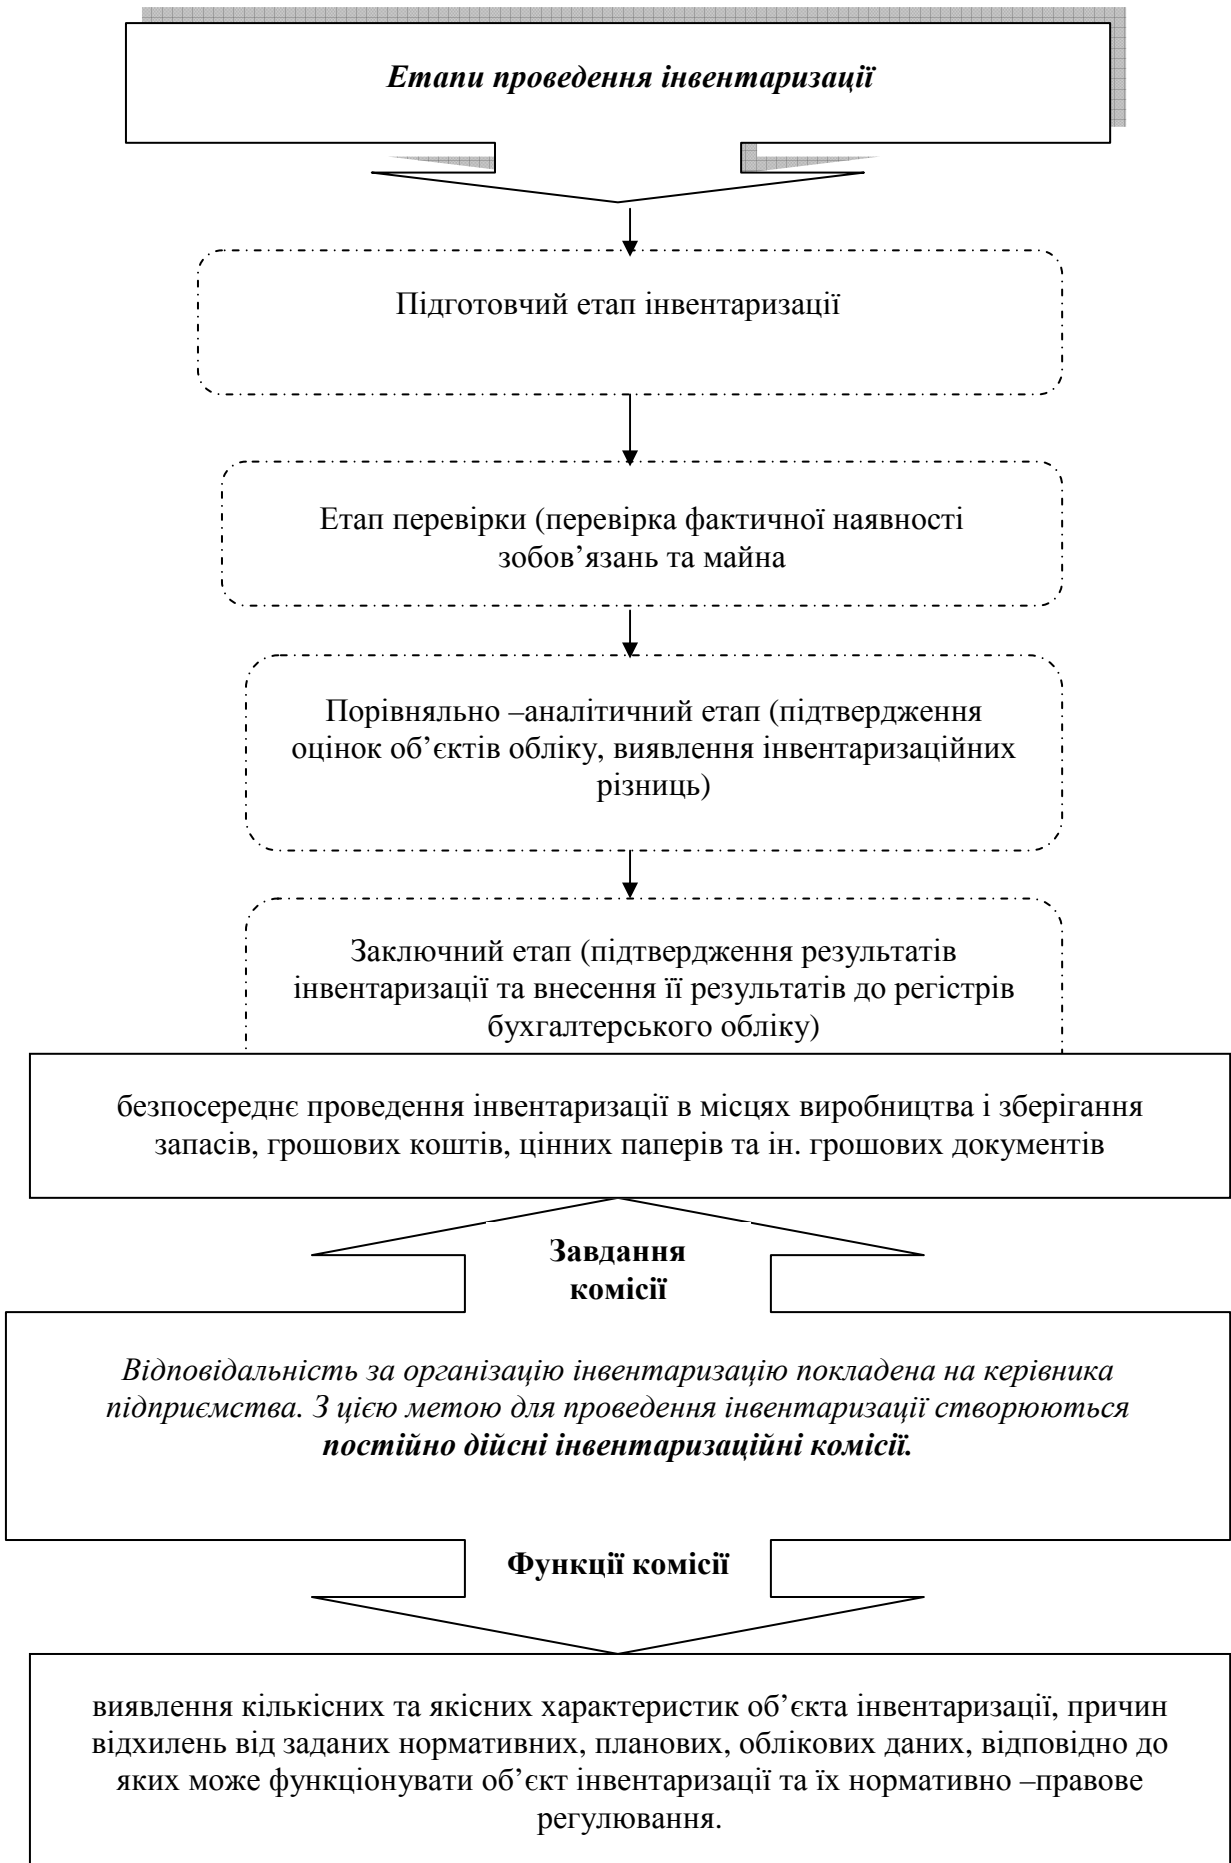 Етапи проведення інвентаризації
Підготовчий етап інвентаризації
Етап перевірки (перевірка фактичної наявності
зобов’язань та майна
Порівняльно –аналітичний етап (підтвердження
оцінок об’єктів обліку, виявлення інвентаризаційних
різниць)
Заключний етап (підтвердження результатів
інвентаризації та внесення її результатів до регістрів
бухгалтерського обліку)
безпосереднє проведення інвентаризації в місцях виробництва і зберігання
запасів, грошових коштів, цінних паперів та ін. грошових документів
Завдання
комісії
Відповідальність за організацію інвентаризацію покладена на керівника
підприємства. З цією метою для проведення інвентаризації створюються
постійно дійсні інвентаризаційні комісії.
Функції комісії
виявлення кількісних та якісних характеристик об’єкта інвентаризації, причин
відхилень від заданих нормативних, планових, облікових даних, відповідно до
яких може функціонувати об’єкт інвентаризації та їх нормативно –правове
регулювання.